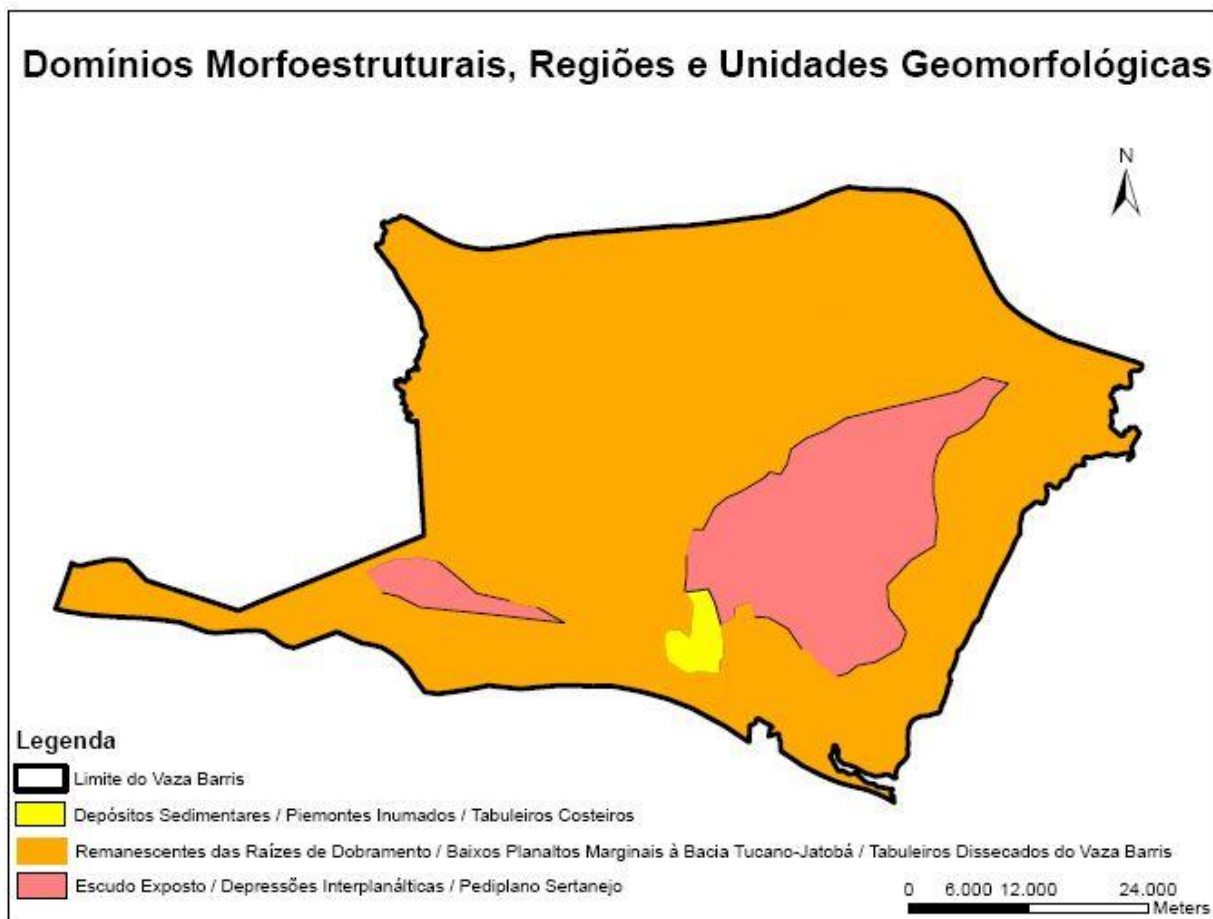 Domínios Morfoestruturais, Regiões e Unidades Geomorfológicas
N
Legenda
Limite do Vaza Barris
Depósitos Sedimentares / Piemontes Inumados / Tabuleiros Costeiros
Remanescentes das Raízes de Dobramento / Baixos Planaltos Marginais à Bacia Tucano-Jatobá / Tabuleiros Dissecados do Vaza Barris
Escudo Exposto / Depressões Interplanálticas / Pediplano Sertanejo
0 6.000 12.000 24.000
Meters